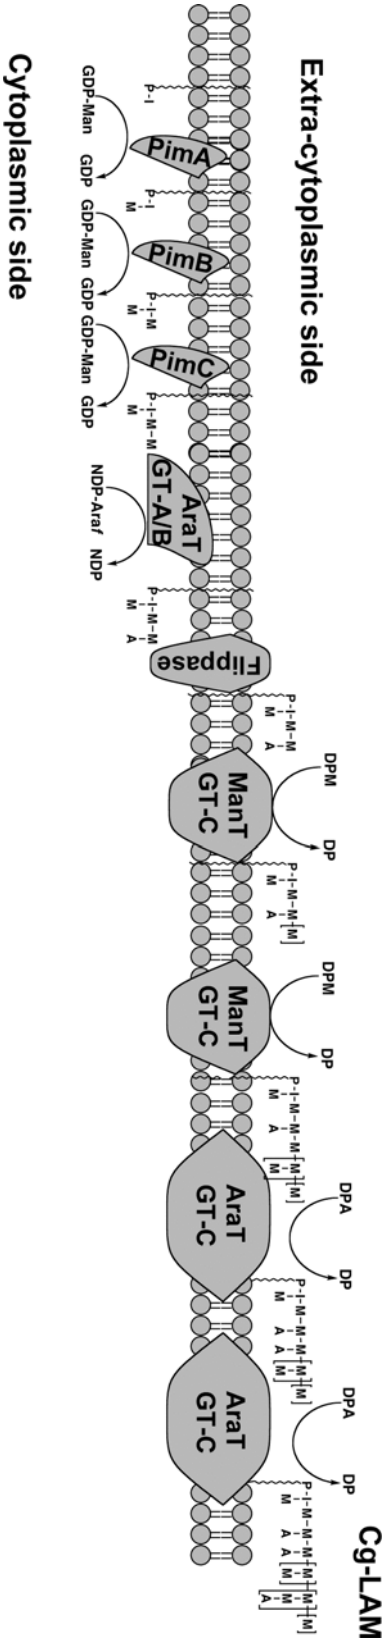 Extra-cytoplasmic side
Cg-LAM
DPM DP
DPM DP
DPA DP
DPA DP
P-I-M-M
M A
P-I-M-M-[M]
M A
PimA
PimB
PimC
AraT
GT-A/B
Flippase
ManT
GT-C
ManT
GT-C
AraT
GT-C
AraT
GT-C
P-I
P-I
M
P-I-M
M
P-I-M-M
M
P-I-M-M
M A
GDP-Man GDP
GDP-Man GDP
GDP-Man GDP
NDP-Araf NDP
Cytoplasmic side